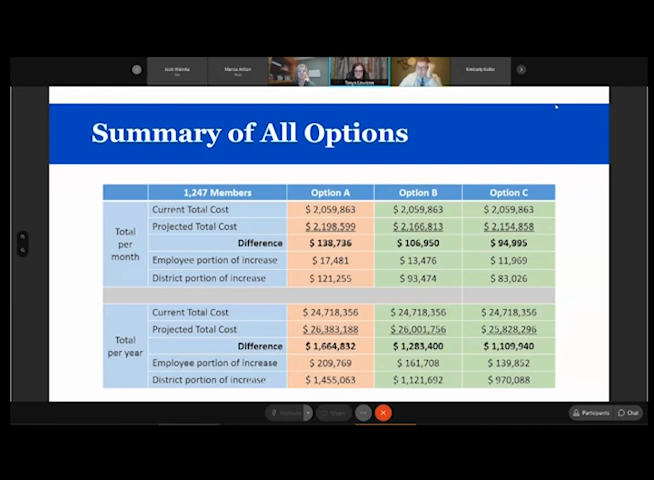 Summary of All Options
1,247 Members Option A Option B Option C
Total per month
Current Total Cost $ 2,059,863 $ 2,059,863 $ 2,059,863
Projected Total Cost $ 2,198,599 $ 2,166,813 $ 2,154,858
Difference $ 138,736 $ 106,950 $ 94,995
Employee portion of increase $ 17,481 $ 13,476 $ 11,969
District portion of increase $ 121,255 $ 93,474 $ 83,026
Total per year
Current Total Cost $ 24,718,356 $ 24,718,356 $ 24,718,356
Projected Total Cost $ 26,383,188 $ 26,001,756 $ 25,828,296
Difference $ 1,664,832 $ 1,283,400 $ 1,109,940
Employee portion of increase $ 209,769 $ 161,708 $ 139,852
District portion of increase $ 1,455,063 $ 1,121,692 $ 970,088
Participants Chat